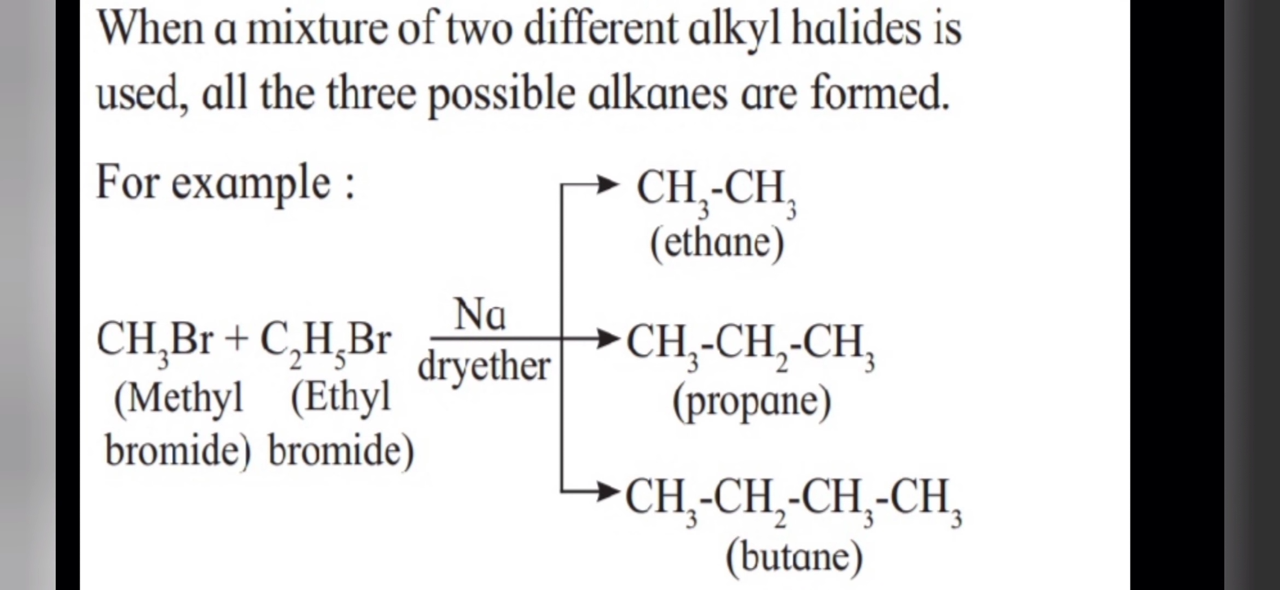 When a mixture of two different alkyl halides is
used, all the three possible alkanes are formed.
For example :
CH₃-CH₃
(ethane)
CH₃Br + C₂H₅Br Na dryether CH₃-CH₂-CH₃
(Methyl bromide) (Ethyl bromide) (propane)
CH₃-CH₂-CH₃-CH₃
(butane)